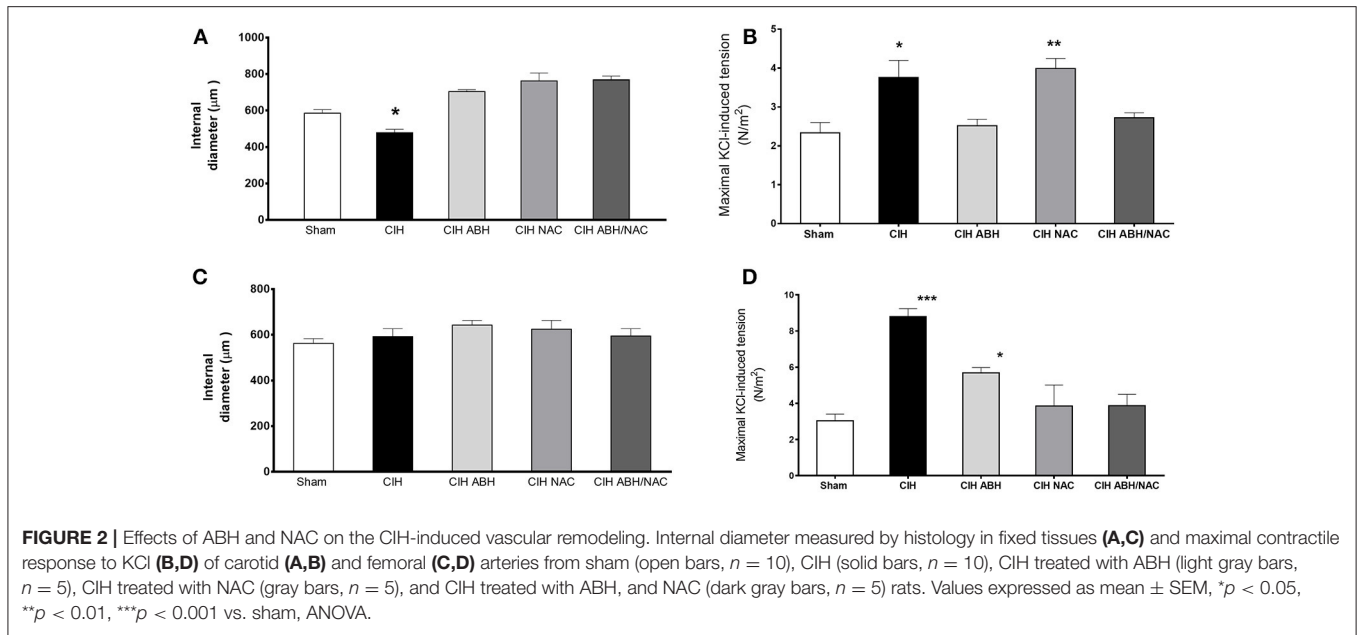 A
1000
800
600
400
200
0
Internal
diameter (μm )
*
Sham
CIH
CIH ABH
CIH NAC
CIH ABH/NAC
B
5
4
3
2
1
0
Maximal KCl-induced tension
(N/m²)
*
**
Sham
CIH
CIH ABH
CIH NAC
CIH ABH/NAC
C
800
600
400
200
0
Internal
diameter (μm )
Sham
CIH
CIH ABH
CIH NAC
CIH ABH/NAC
D
10
8
6
4
2
0
Maximal KCl-induced tension
(N/m²)
***
*
Sham
CIH
CIH ABH
CIH NAC
CIH ABH/NAC
FIGURE 2 | Effects of ABH and NAC on the CIH-induced vascular remodeling. Internal diameter measured by histology in fixed tissues (A,C) and maximal contractile
response to KCl (B,D) of carotid (A,B) and femoral (C,D) arteries from sham (open bars, n = 10), CIH (solid bars, n = 10), CIH treated with ABH (light gray bars,
n = 5), CIH treated with NAC (gray bars, n = 5), and CIH treated with ABH, and NAC (dark gray bars, n = 5) rats. Values expressed as mean ± SEM, *p < 0.05,
**p < 0.01, ***p < 0.001 vs. sham, ANOVA.